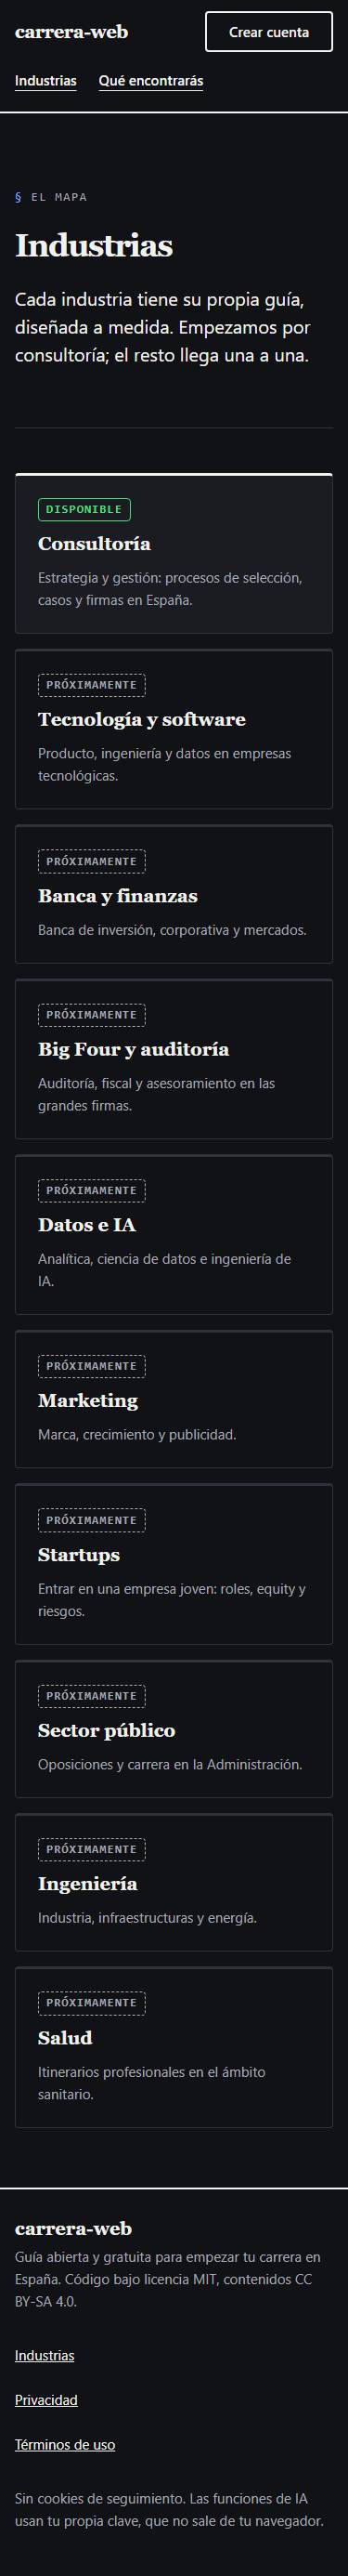 carrera-web
Crear cuenta
Industrias
Qué encontrarás
§ EL MAPA
Industrias
Cada industria tiene su propia guía,
diseñada a medida. Empezamos por
consultoría; el resto llega una a una.
DISPONIBLE
Consultoría
Estrategia y gestión: procesos de selección,
casos y firmas en España.
PRÓXIMAMENTE
Tecnología y software
Producto, ingeniería y datos en empresas
tecnológicas.
PRÓXIMAMENTE
Banca y finanzas
Banca de inversión, corporativa y mercados.
PRÓXIMAMENTE
Big Four y auditoría
Auditoría, fiscal y asesoramiento en las
grandes firmas.
PRÓXIMAMENTE
Datos e IA
Analítica, ciencia de datos e ingeniería de
IA.
PRÓXIMAMENTE
Marketing
Marca, crecimiento y publicidad.
PRÓXIMAMENTE
Startups
Entrar en una empresa joven: roles, equity y
riesgos.
PRÓXIMAMENTE
Sector público
Oposiciones y carrera en la Administración.
PRÓXIMAMENTE
Ingeniería
Industria, infraestructuras y energía.
PRÓXIMAMENTE
Salud
Itinerarios profesionales en el ámbito
sanitario.
carrera-web
Guía abierta y gratuita para empezar tu carrera en
España. Código bajo licencia MIT, contenidos CC
BY-SA 4.0.
Industrias
Privacidad
Términos de uso
Sin cookies de seguimiento. Las funciones de IA
usan tu propia clave, que no sale de tu navegador.